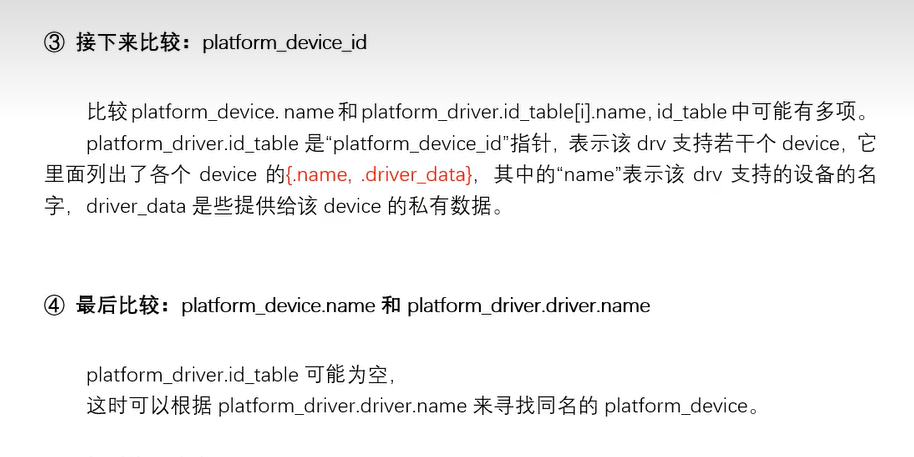 ③ 接下来比较：platform_device_id
比较 platform_device. name 和 platform_driver.id_table[i].name, id_table 中可能有多项。
platform_driver.id_table 是“platform_device_id”指针, 表示该 drv 支持若干个 device, 它
里面列出了各个 device 的{.name, .driver_data}, 其中的“name”表示该 drv 支持的设备的名
字, driver_data 是些提供给该 device 的私有数据。
④ 最后比较：platform_device.name 和 platform_driver.driver.name
platform_driver.id_table 可能为空,
这时可以根据 platform_driver.driver.name 来寻找同名的 platform_device。